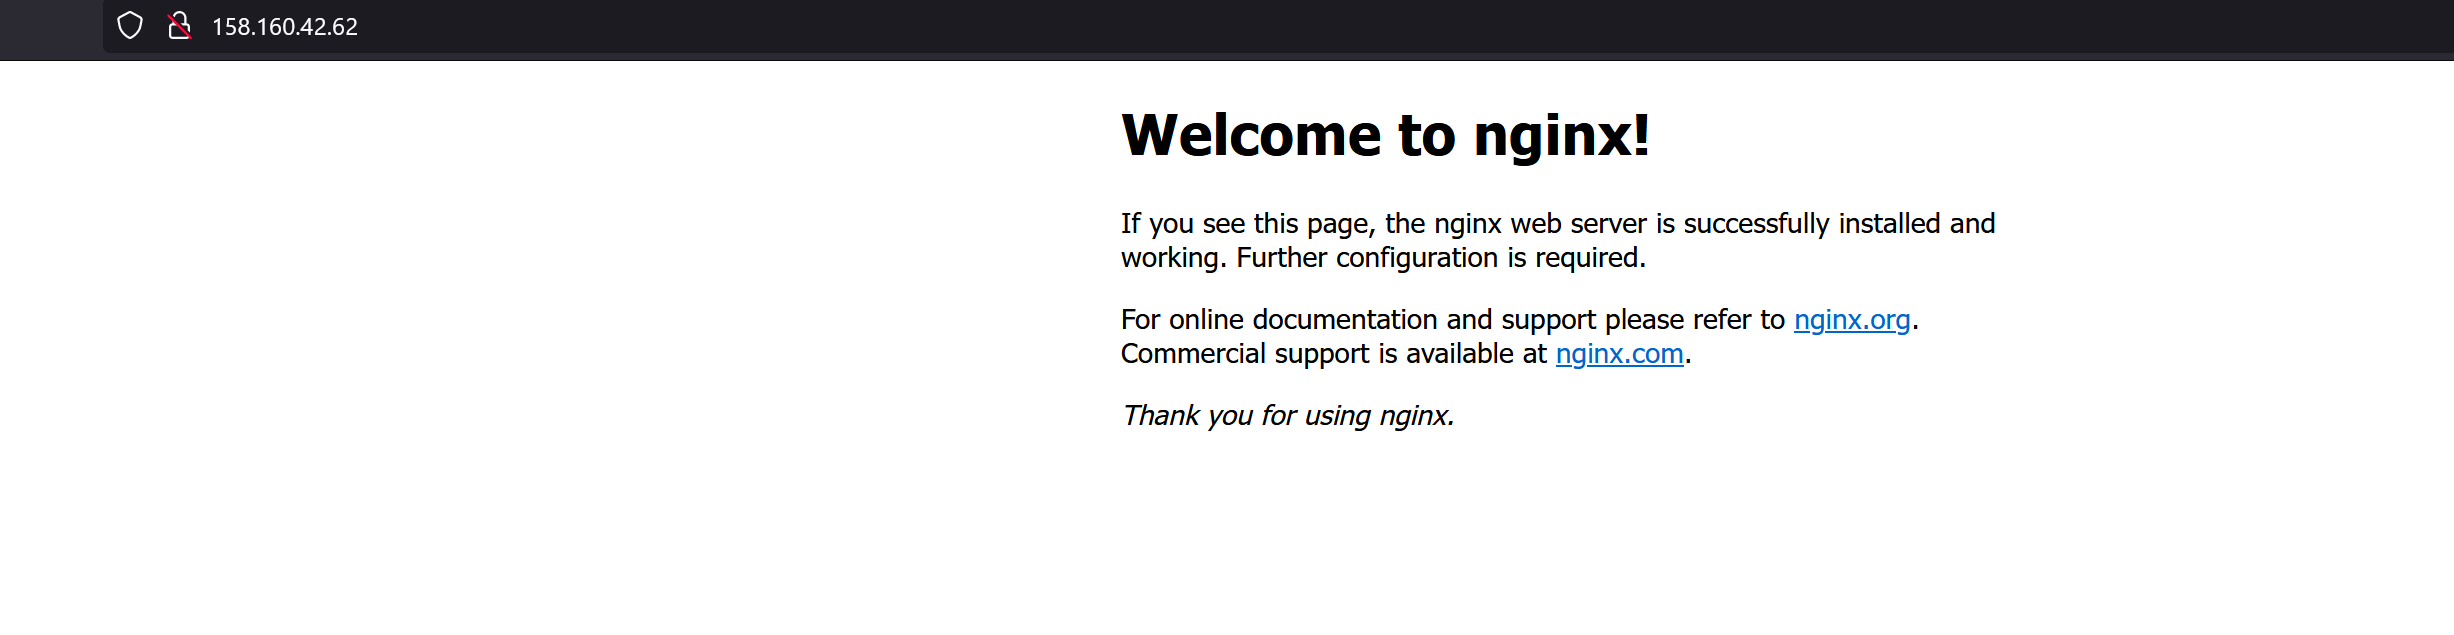 158.160.42.62
Welcome to nginx!
If you see this page, the nginx web server is successfully installed and
working. Further configuration is required.
For online documentation and support please refer to nginx.org.
Commercial support is available at nginx.com.
Thank you for using nginx.